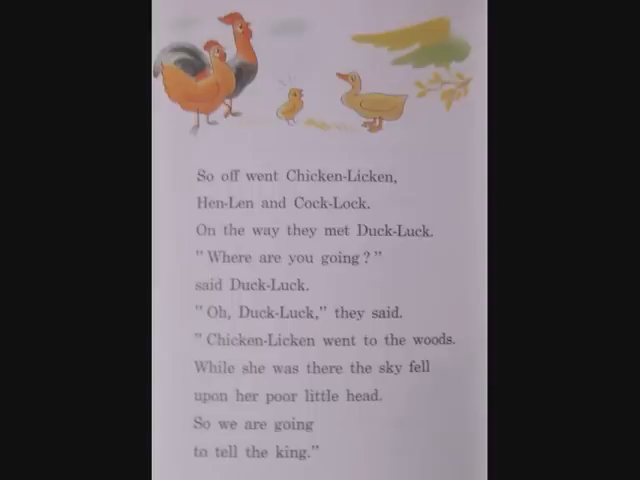 So off went Chicken-Licken,
Hen-Len and Cock-Lock.
On the way they met Duck-Luck.
"Where are you going?"
said Duck-Luck.
"Oh, Duck-Luck," they said.
"Chicken-Licken went to the woods.
While she was there the sky fell
upon her poor little head.
So we are going
to tell the king."